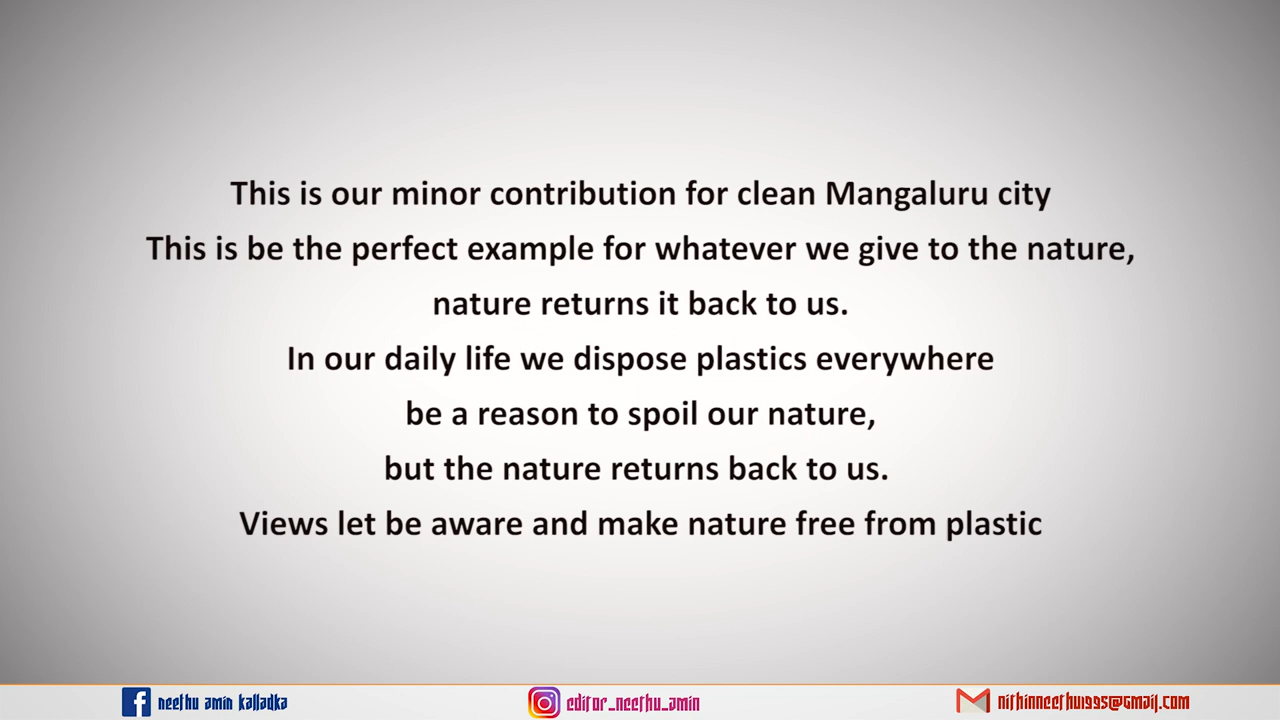 This is our minor contribution for clean Mangaluru city
This is be the perfect example for whatever we give to the nature,
nature returns it back to us.
In our daily life we dispose plastics everywhere
be a reason to spoil our nature,
but the nature returns back to us.
Views let be aware and make nature free from plastic
neethu amin kalladka
editor_neethu_amin
nithinneethu1995@gmail.com